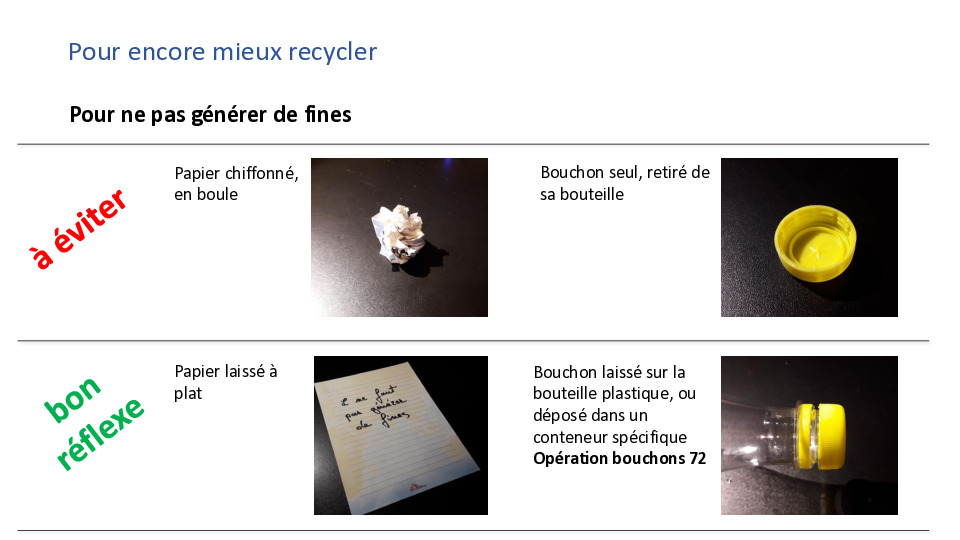 Pour encore mieux recycler
Pour ne pas générer de fines
à éviter
Papier chiffonné,
en boule
Bouchon seul, retiré de
sa bouteille
bon
réflexe
Papier laissé à
plat
Il ne faut
pas générer
de fines
Bouchon laissé sur la
bouteille plastique, ou
déposé dans un
conteneur spécifique
Opération bouchons 72